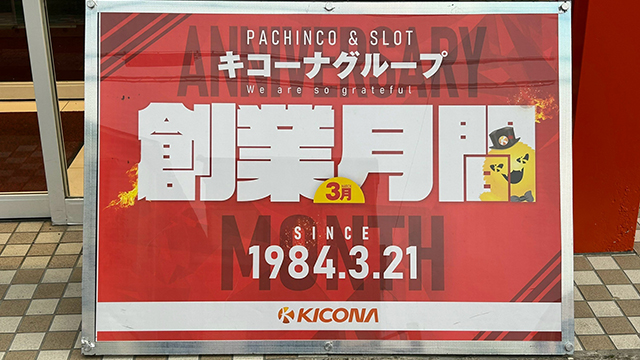 ANNIVERSARY
PACHINCO & SLOT
キコーナグループ
We are so grateful
創業月間
3月
MONTH
SINCE
1984.3.21
KICONA